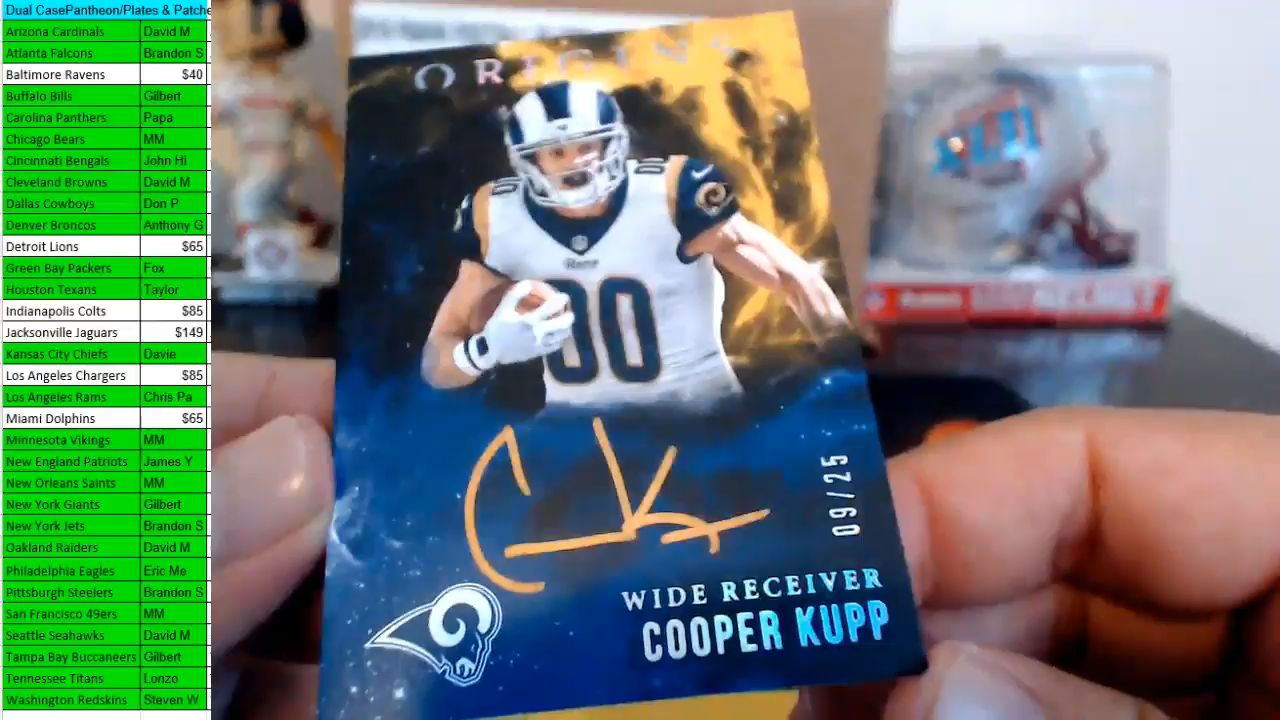 Dual CasePantheon/Plates & Patche
Arizona Cardinals David M
Atlanta Falcons Brandon S
Baltimore Ravens $40
Buffalo Bills Gilbert
Carolina Panthers Papa
Chicago Bears MM
Cincinnati Bengals John Hi
Cleveland Browns David M
Dallas Cowboys Don P
Denver Broncos Anthony G
Detroit Lions $65
Green Bay Packers Fox
Houston Texans Taylor
Indianapolis Colts $85
Jacksonville Jaguars $149
Kansas City Chiefs Davie
Los Angeles Chargers $85
Los Angeles Rams Chris Pa
Miami Dolphins $65
Minnesota Vikings MM
New England Patriots James Y
New Orleans Saints MM
New York Giants Gilbert
New York Jets Brandon S
Oakland Raiders David M
Philadelphia Eagles Eric Me
Pittsburgh Steelers Brandon S
San Francisco 49ers MM
Seattle Seahawks David M
Tampa Bay Buccaneers Gilbert
Tennessee Titans Lonzo
Washington Redskins Steven W
ORIGINS
Rams
09/25
WIDE RECEIVER
COOPER KUPP